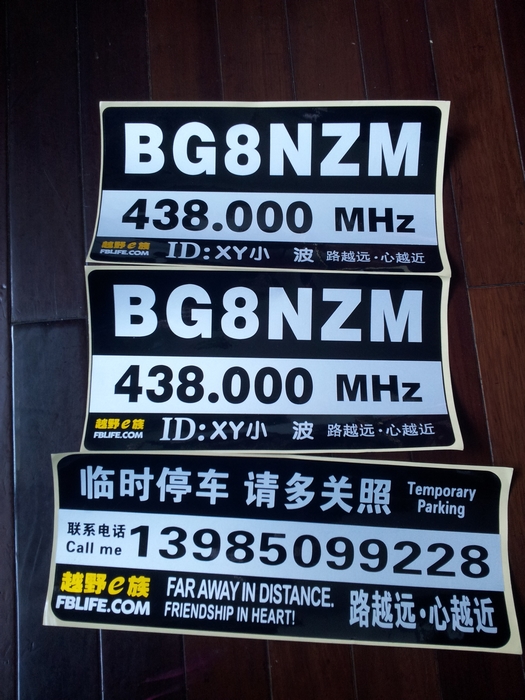 BG8NZM
438.000 MHz
越野e族
FBLIFE.COM
ID:XY小 波 路越远·心越近
BG8NZM
438.000 MHz
越野e族
FBLIFE.COM
ID:XY小 波 路越远·心越近
临时停车 请多关照
Temporary
Parking
联系电话
Call me
13985099228
越野e族
FBLIFE.COM
FAR AWAY IN DISTANCE.
FRIENDSHIP IN HEART!
路越远·心越近